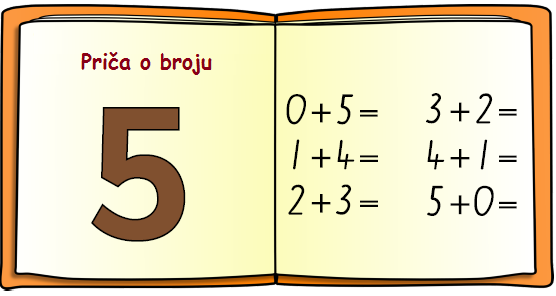 Priča o broju
5
0+5= 3+2=
1+4= 4+1=
2+3= 5+0=